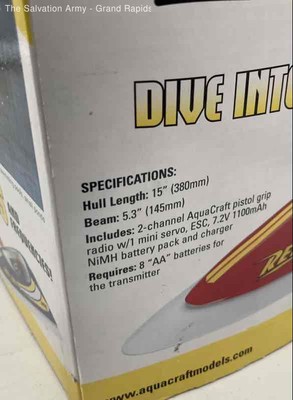 The Salvation Army - Grand Rapids
DIVE INTO
SPECIFICATIONS:
Hull Length: 15" (380mm)
Beam: 5.3" (145mm)
Includes: 2-channel AquaCraft pistol grip
radio w/1 mini servo, ESC, 7.2V 1100mAh
NiMH battery pack and charger
Requires: 8 "AA" batteries for
the transmitter
www.aquacraftmodels.com